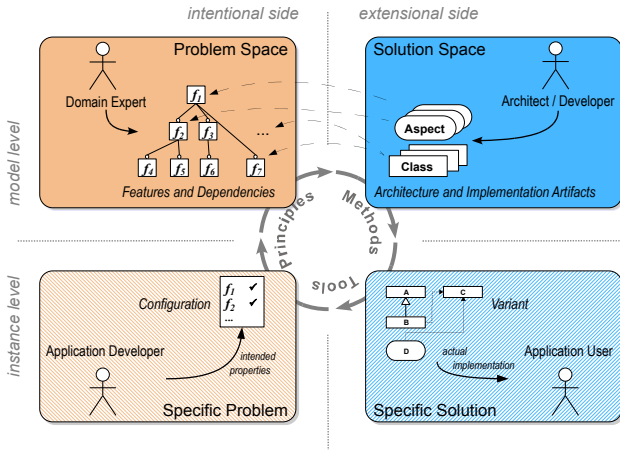 intentional side
extensional side
model level
instance level
Problem Space
Domain Expert
f1
f2
f3
...
f4
f5
f6
f7
Features and Dependencies
Solution Space
Architect / Developer
Aspect
Class
Architecture and Implementation Artifacts
Principles
Methods
Tools
Configuration
f1 ✔
f2 ✔
...
Application Developer
intended
properties
Specific Problem
A
C
Variant
B
D
actual
implementation
Application User
Specific Solution